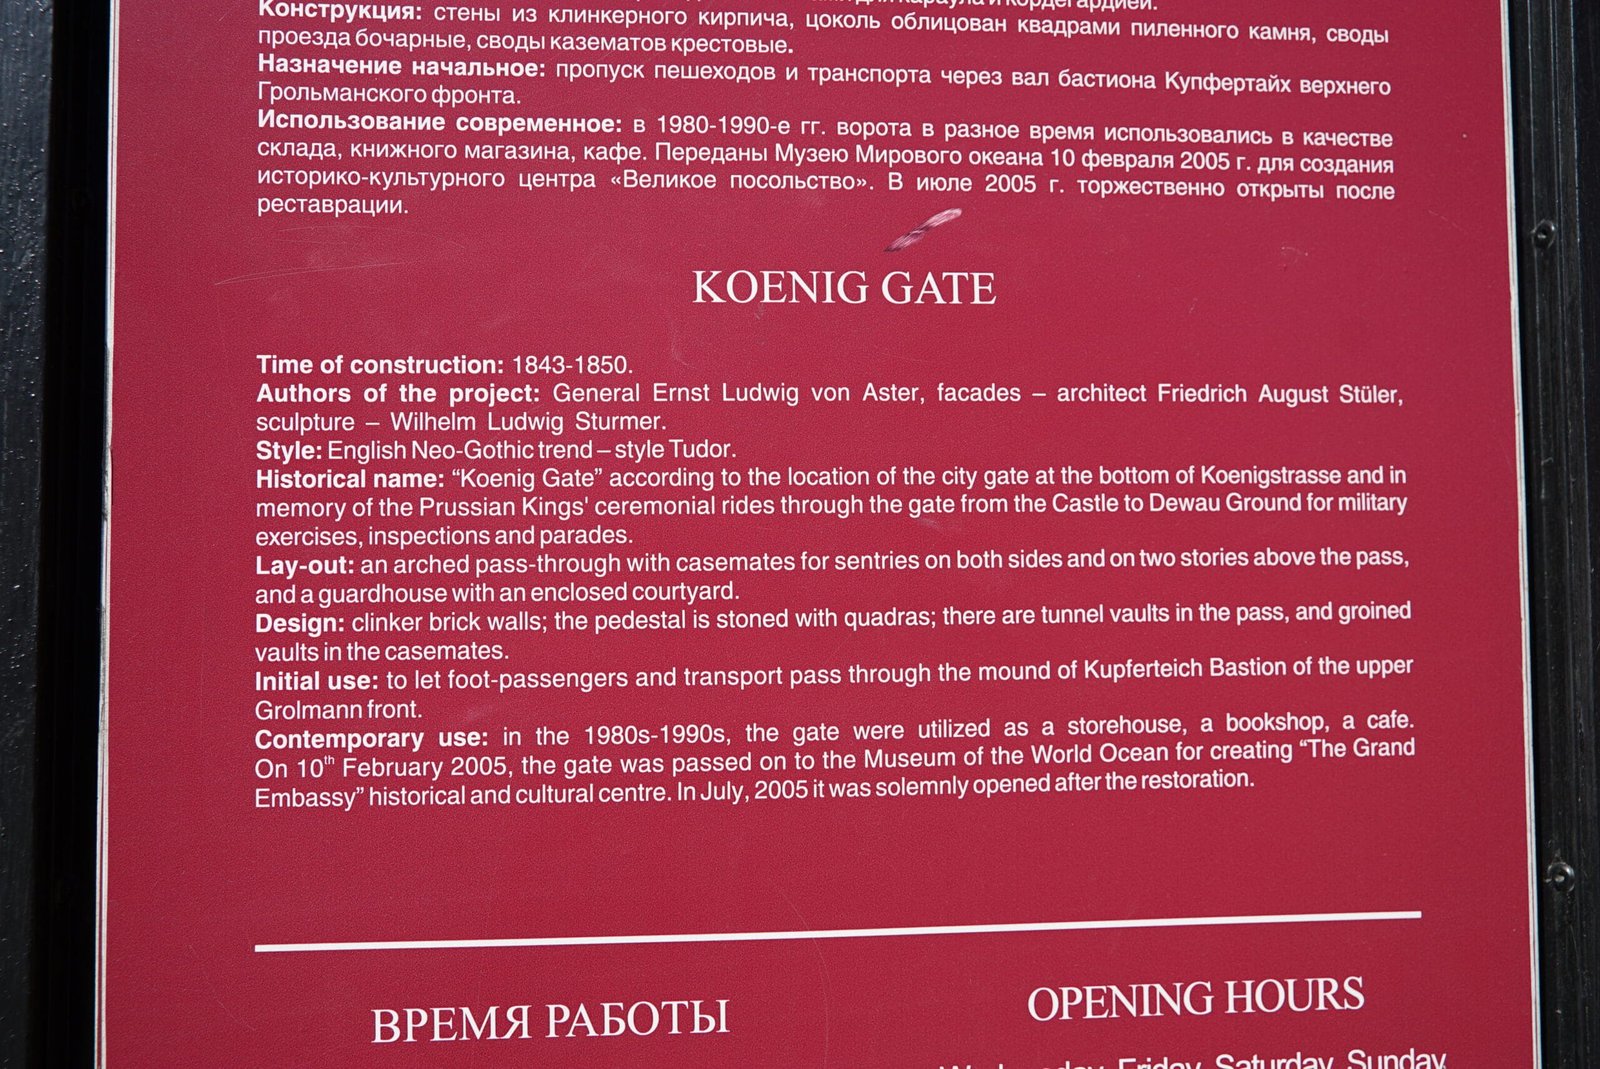 для караула и кордегардией.
Конструкция: стены из клинкерного кирпича, цоколь облицован квадрами пиленного камня, своды
проезда бочарные, своды казематов крестовые.
Назначение начальное: пропуск пешеходов и транспорта через вал бастиона Купфертайх верхнего
Грольманского фронта.
Использование современное: в 1980-1990-е гг. ворота в разное время использовались в качестве
склада, книжного магазина, кафе. Переданы Музею Мирового океана 10 февраля 2005 г. для создания
историко-культурного центра «Великое посольство». В июле 2005 г. торжественно открыты после
реставрации.
KOENIG GATE
Time of construction: 1843-1850.
Authors of the project: General Ernst Ludwig von Aster, facades – architect Friedrich August Stüler,
sculpture – Wilhelm Ludwig Sturmer.
Style: English Neo-Gothic trend – style Tudor.
Historical name: “Koenig Gate” according to the location of the city gate at the bottom of Koenigstrasse and in
memory of the Prussian Kings' ceremonial rides through the gate from the Castle to Dewau Ground for military
exercises, inspections and parades.
Lay-out: an arched pass-through with casemates for sentries on both sides and on two stories above the pass,
and a guardhouse with an enclosed courtyard.
Design: clinker brick walls; the pedestal is stoned with quadras; there are tunnel vaults in the pass, and groined
vaults in the casemates.
Initial use: to let foot-passengers and transport pass through the mound of Kupferteich Bastion of the upper
Grolmann front.
Contemporary use: in the 1980s-1990s, the gate were utilized as a storehouse, a bookshop, a cafe.
On 10th February 2005, the gate was passed on to the Museum of the World Ocean for creating “The Grand
Embassy” historical and cultural centre. In July, 2005 it was solemnly opened after the restoration.
ВРЕМЯ РАБОТЫ
OPENING HOURS
Wednesday, Friday, Saturday, Sunday,